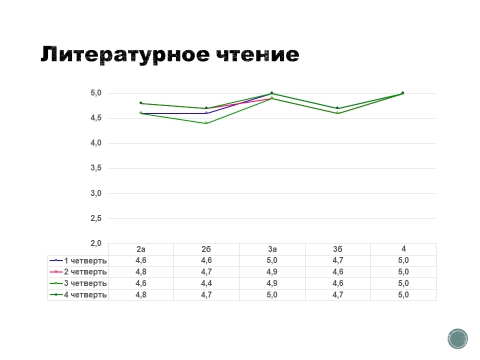 Литературное чтение
5,0
4,5
4,0
3,5
3,0
2,5
2,0
2а 2б 3а 3б 4
1 четверть 4,6 4,6 5,0 4,7 5,0
2 четверть 4,8 4,7 4,9 4,6 5,0
3 четверть 4,6 4,4 4,9 4,6 5,0
4 четверть 4,8 4,7 5,0 4,7 5,0